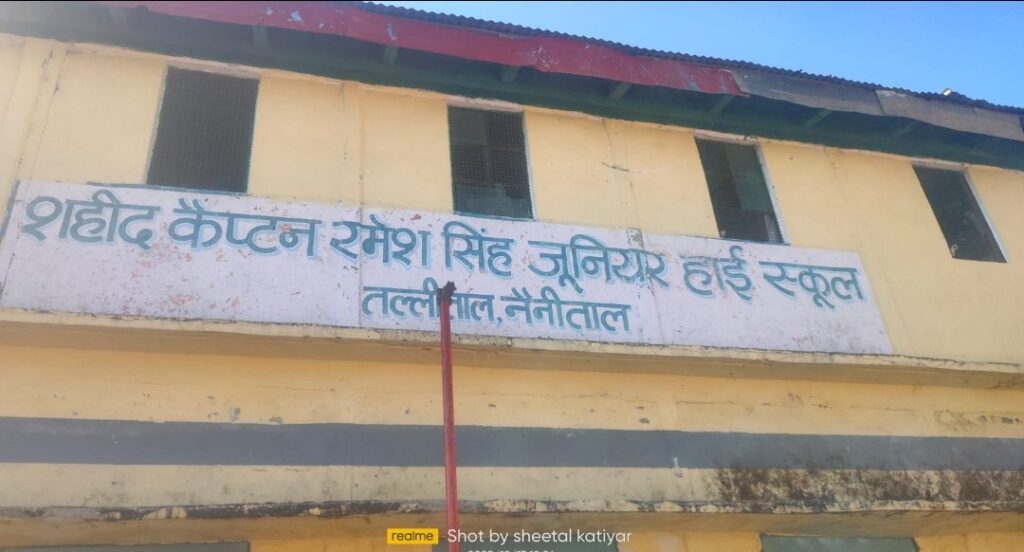 शहीद कैप्टन रमेश सिंह जूनियर हाई स्कूल
तल्लीताल, नैनीताल
realme Shot by sheetal katiyar